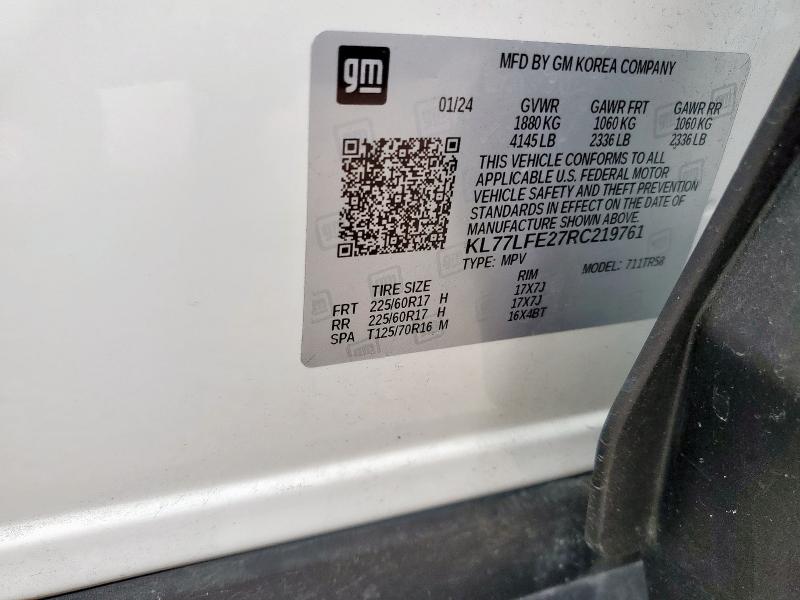 gm
MFD BY GM KOREA COMPANY
01/24 GVWR GAWR FRT GAWR RR
1880 KG 1060 KG 1060 KG
4145 LB 2336 LB 2336 LB
THIS VEHICLE CONFORMS TO ALL
APPLICABLE U.S. FEDERAL MOTOR
VEHICLE SAFETY AND THEFT PREVENTION
STANDARDS IN EFFECT ON THE DATE OF
MANUFACTURE SHOWN ABOVE.
KL77LFE27RC219761
TYPE: MPV MODEL: 711TR58
TIRE SIZE RIM
FRT 225/60R17 H 17X7J
RR 225/60R17 H 17X7J
SPA T125/70R16 M 16X4BT